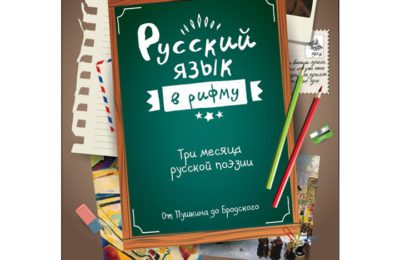 Русский
язык
в рифму
Три месяца
русской поэзии
От Пушкина до Бродского